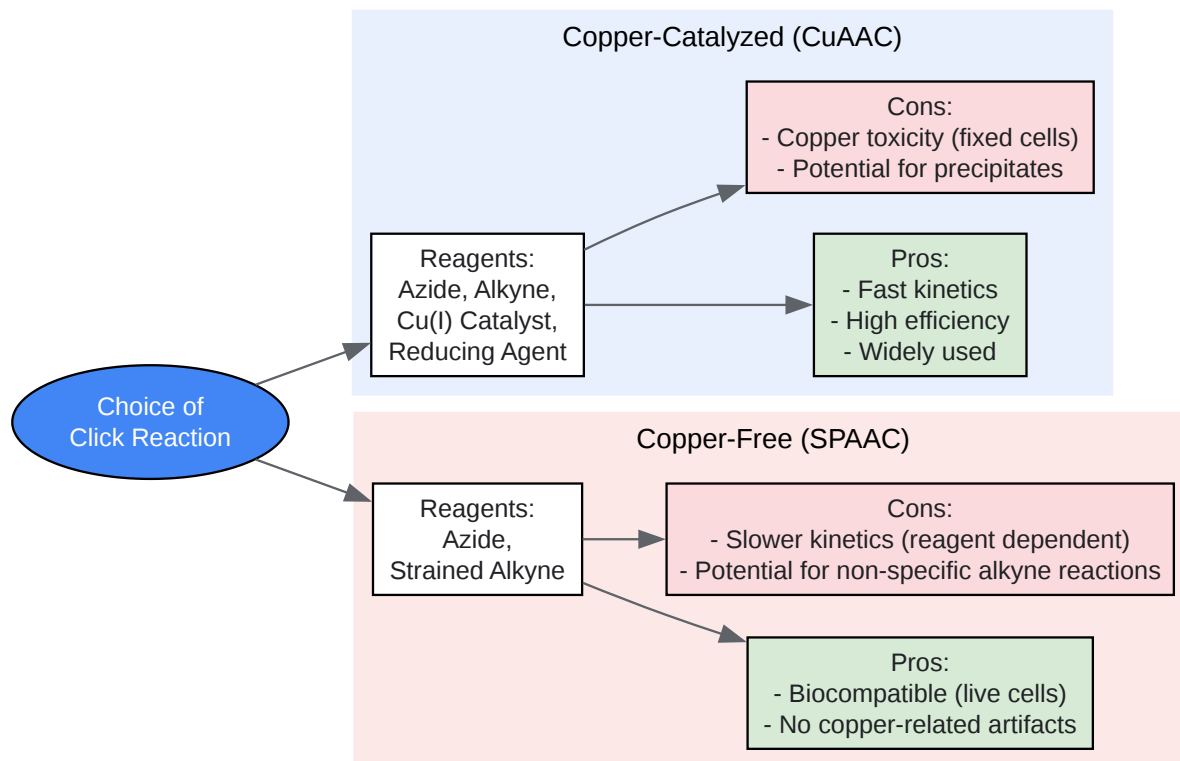 Copper-Catalyzed (CuAAC)
Cons:
- Copper toxicity (fixed cells)
- Potential for precipitates
Reagents:
Azide, Alkyne,
Cu(I) Catalyst,
Reducing Agent
Pros:
- Fast kinetics
- High efficiency
- Widely used
Choice of
Click Reaction
Copper-Free (SPAAC)
Reagents:
Azide,
Strained Alkyne
Cons:
- Slower kinetics (reagent dependent)
- Potential for non-specific alkyne reactions
Pros:
- Biocompatible (live cells)
- No copper-related artifacts